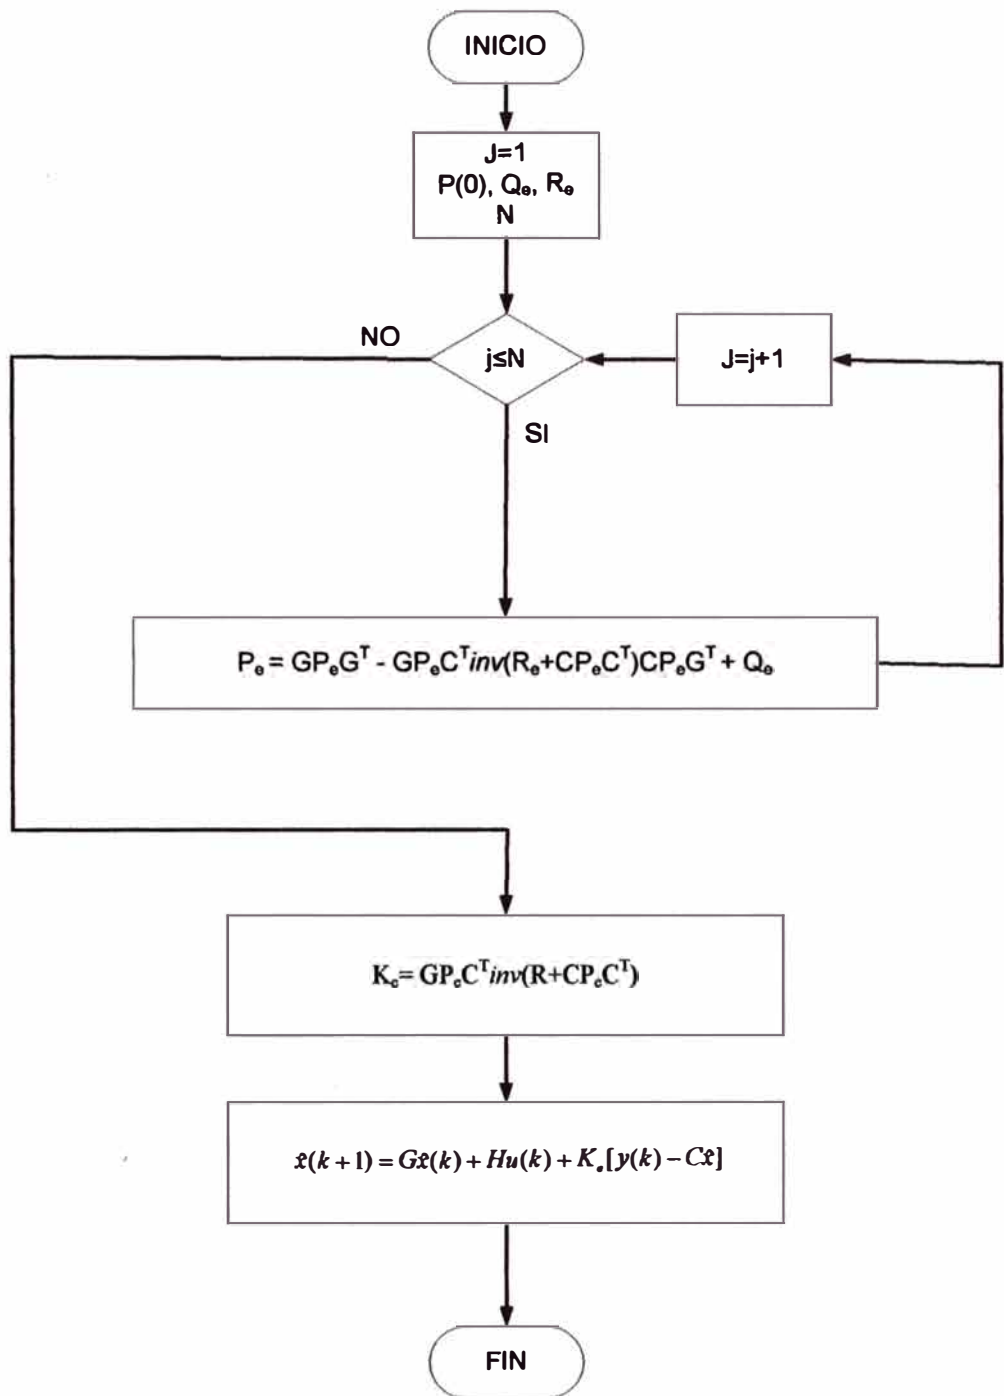 INICIO
J=1
P(0), Qₑ, Rₑ
N
NO
j≤N
J=j+1
SI
Pₑ = GPₑGᵀ - GPₑCᵀinv(Rₑ+CPₑCᵀ)CPₑGᵀ + Qₑ
Kₑ= GPₑCᵀinv(R+CPₑCᵀ)
x̂(k+1) = Gx̂(k) + Hu(k) + Kₑ[y(k) − Cx̂]
FIN